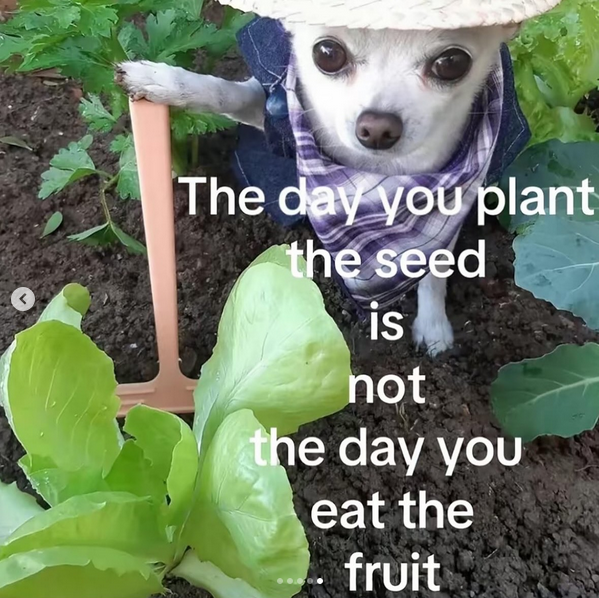 The day you plant
the seed
is
not
the day you
eat the
fruit